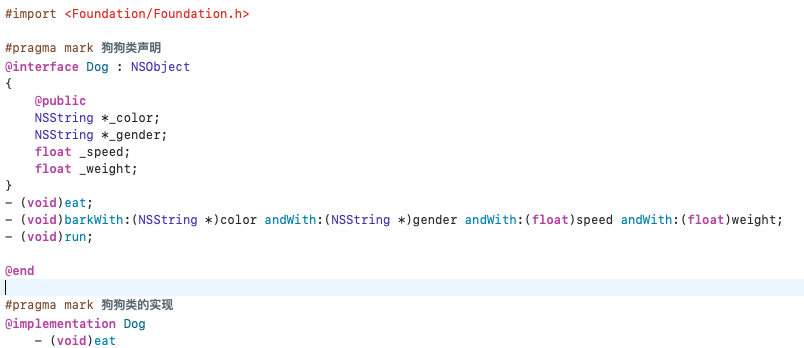 #import <Foundation/Foundation.h>
#pragma mark 狗狗类声明
@interface Dog : NSObject
{
    @public
    NSString *_color;
    NSString *_gender;
    float _speed;
    float _weight;
}
- (void)eat;
- (void)barkWith:(NSString *)color andWith:(NSString *)gender andWith:(float)speed andWith:(float)weight;
- (void)run;
@end
#pragma mark 狗狗类的实现
@implementation Dog
    - (void)eat